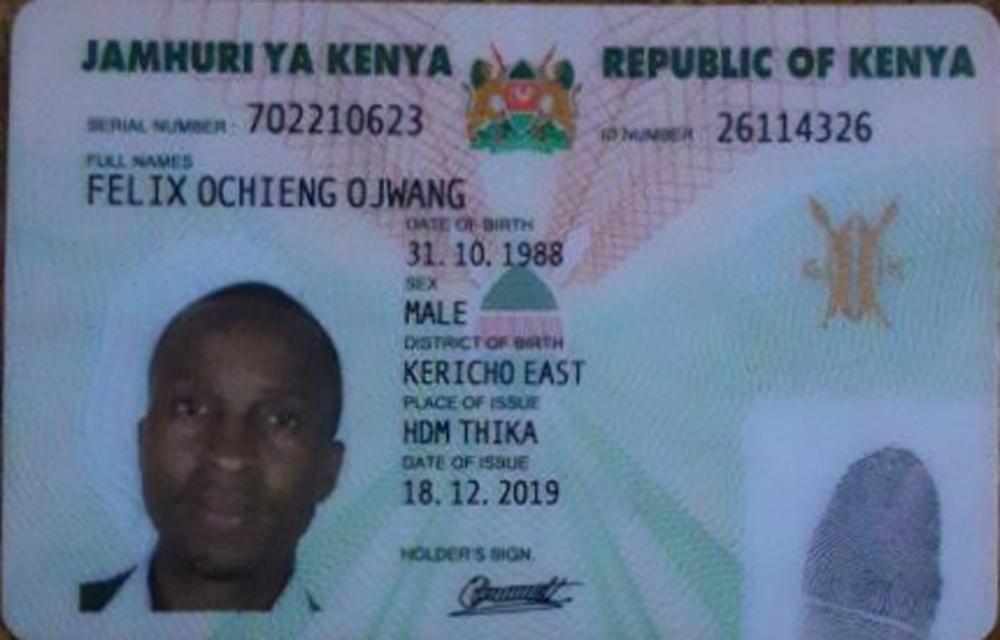 JAMHURI YA KENYA REPUBLIC OF KENYA
SERIAL NUMBER: 702210623 ID NUMBER 26114326
FULL NAMES
FELIX OCHIENG OJWANG
DATE OF BIRTH
31. 10. 1988
SEX
MALE
DISTRICT OF BIRTH
KERICHO EAST
PLACE OF ISSUE
HDM THIKA
DATE OF ISSUE
18. 12. 2019
HOLDER'S SIGN.